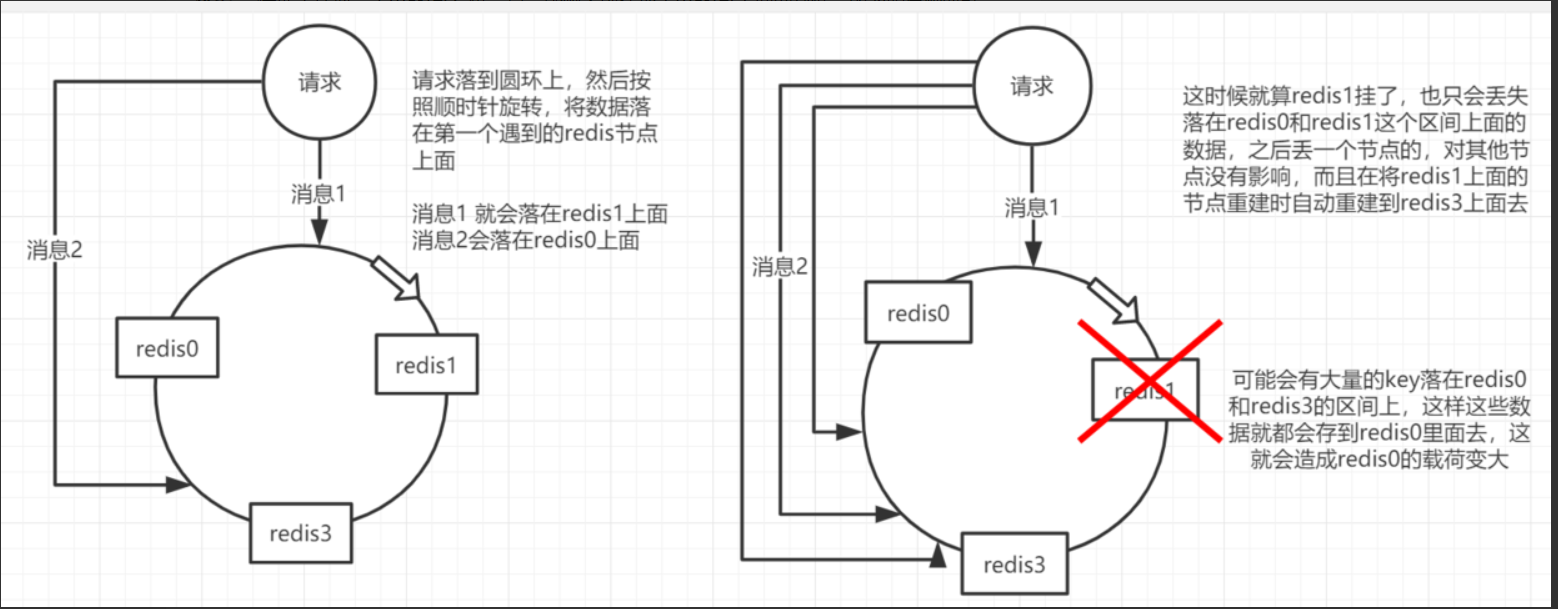 请求
请求落到圆环上，然后按
照顺时针旋转，将数据落
在第一个遇到的redis节点
上面
消息1
消息1 就会落在redis1上面
消息2会落在redis0上面
消息2
redis0
redis1
redis3
请求
这时候就算redis1挂了，也只会丢失
落在redis0和redis1这个区间上面的
数据，之后丢一个节点的，对其他节
点没有影响，而且在将redis1上面的
节点重建时自动重建到redis3上面去
消息1
消息2
redis0
redis1
可能会有大量的key落在redis0
和redis3的区间上，这样这些数
据就都会存到redis0里面去，这
就会造成redis0的载荷变大
redis3